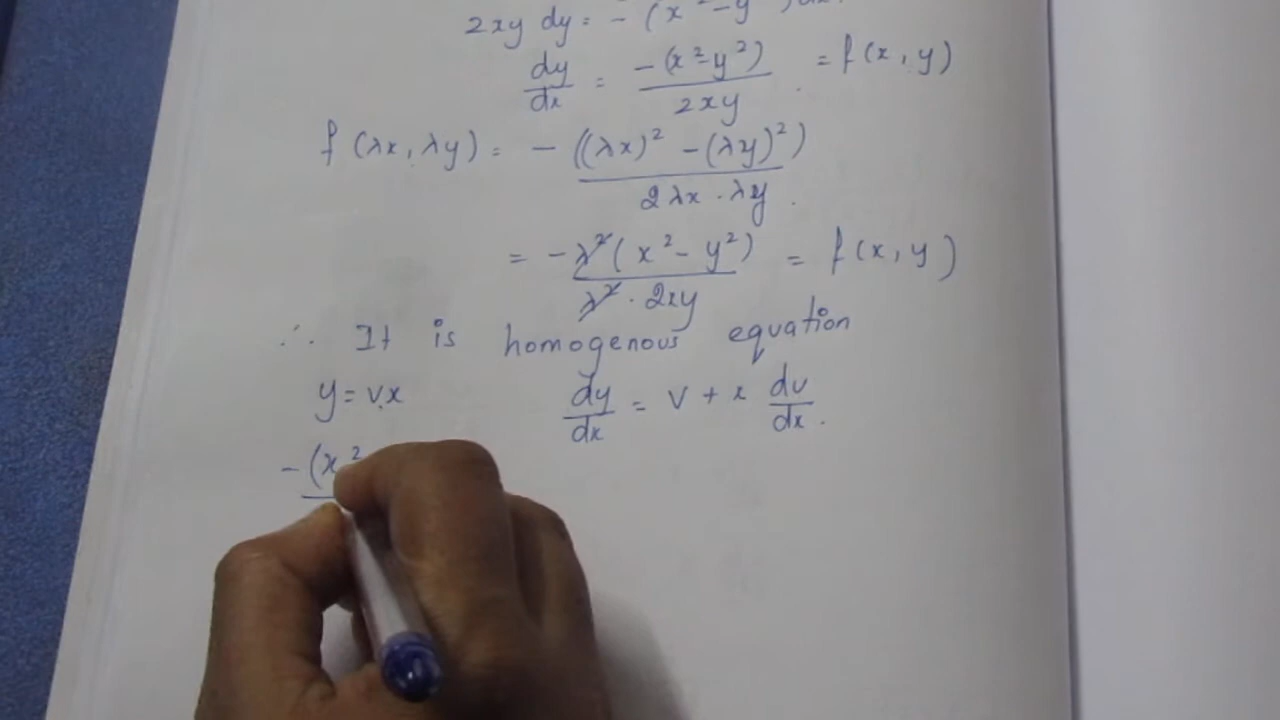 2xy dy = - (x² - y²) dx.
dy/dx = -(x² - y²)/2xy = f(x, y)
f(λx, λy) = - ((λx)² - (λy)²)/2λx · λy.
= -λ²(x² - y²)/λ² · 2xy = f(x, y)
∴ It is homogenous equation
y = vx dy/dx = v + x dv/dx.
- (x²